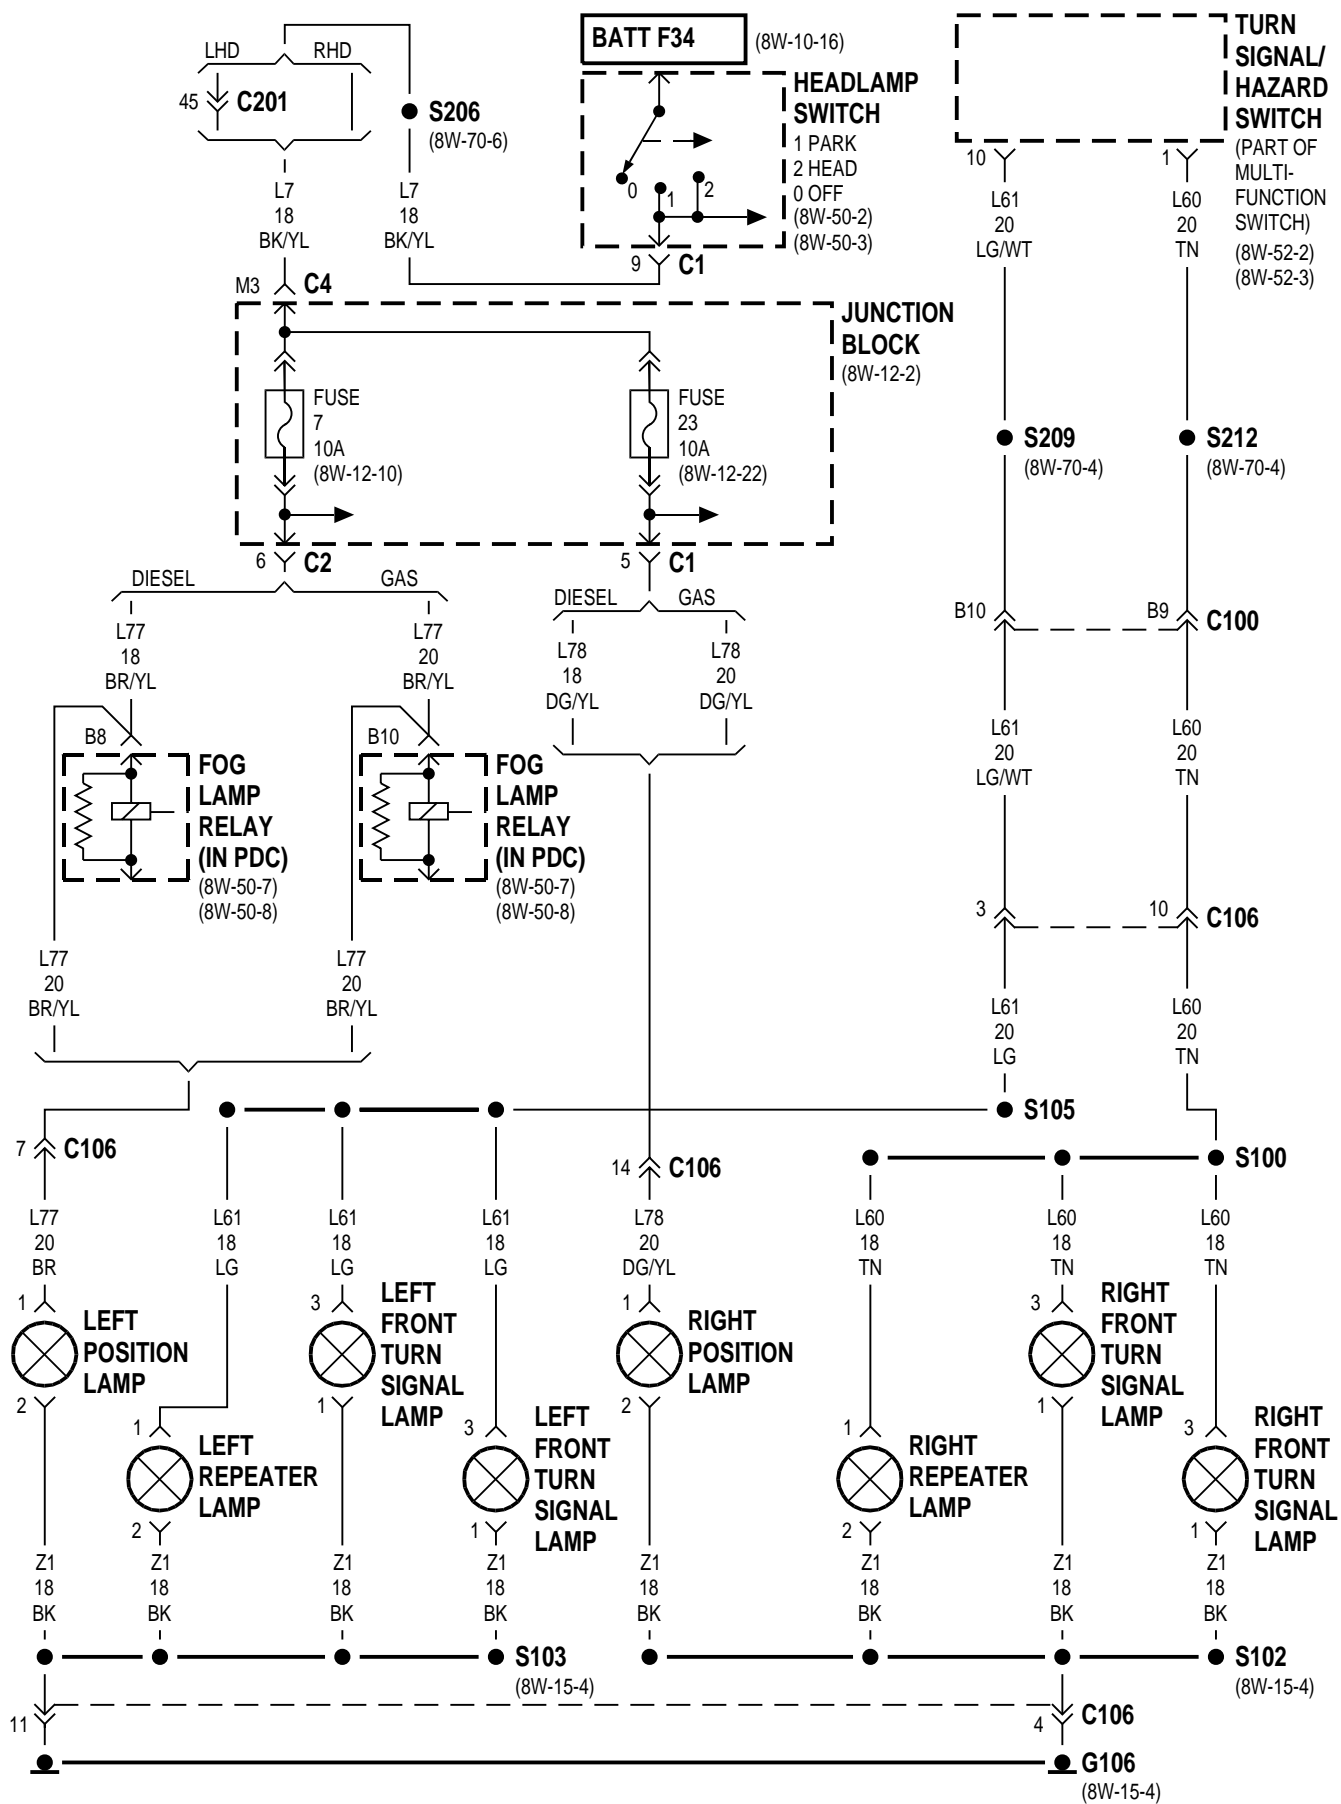 LHD
RHD
45
C201
S206
(8W-70-6)
BATT F34
(8W-10-16)
HEADLAMP
SWITCH
1 PARK
2 HEAD
0 OFF
(8W-50-2)
(8W-50-3)
0
1
2
9
C1
TURN
SIGNAL/
HAZARD
SWITCH
(PART OF
MULTI-
FUNCTION
SWITCH)
(8W-52-2)
(8W-52-3)
10
1
L7
18
BK/YL
L7
18
BK/YL
L61
20
LG/WT
L60
20
TN
M3
C4
JUNCTION
BLOCK
(8W-12-2)
FUSE
7
10A
(8W-12-10)
FUSE
23
10A
(8W-12-22)
S209
(8W-70-4)
S212
(8W-70-4)
6
C2
5
C1
DIESEL
GAS
DIESEL
GAS
L77
18
BR/YL
L77
20
BR/YL
L78
18
DG/YL
L78
20
DG/YL
B10
B9
C100
B8
FOG
LAMP
RELAY
(IN PDC)
(8W-50-7)
(8W-50-8)
B10
FOG
LAMP
RELAY
(IN PDC)
(8W-50-7)
(8W-50-8)
L61
20
LG/WT
L60
20
TN
3
10
C106
L77
20
BR/YL
L77
20
BR/YL
L61
20
LG
L60
20
TN
S105
7
C106
14
C106
S100
L77
20
BR
L61
18
LG
L61
18
LG
L61
18
LG
L78
20
DG/YL
L60
18
TN
L60
18
TN
L60
18
TN
1
LEFT
POSITION
LAMP
2
3
LEFT
FRONT
TURN
SIGNAL
LAMP
1
1
RIGHT
POSITION
LAMP
2
3
RIGHT
FRONT
TURN
SIGNAL
LAMP
1
1
LEFT
REPEATER
LAMP
2
3
LEFT
FRONT
TURN
SIGNAL
LAMP
1
1
RIGHT
REPEATER
LAMP
2
3
RIGHT
FRONT
TURN
SIGNAL
LAMP
1
Z1
18
BK
Z1
18
BK
Z1
18
BK
Z1
18
BK
Z1
18
BK
Z1
18
BK
Z1
18
BK
Z1
18
BK
S103
(8W-15-4)
S102
(8W-15-4)
11
4
C106
G106
(8W-15-4)